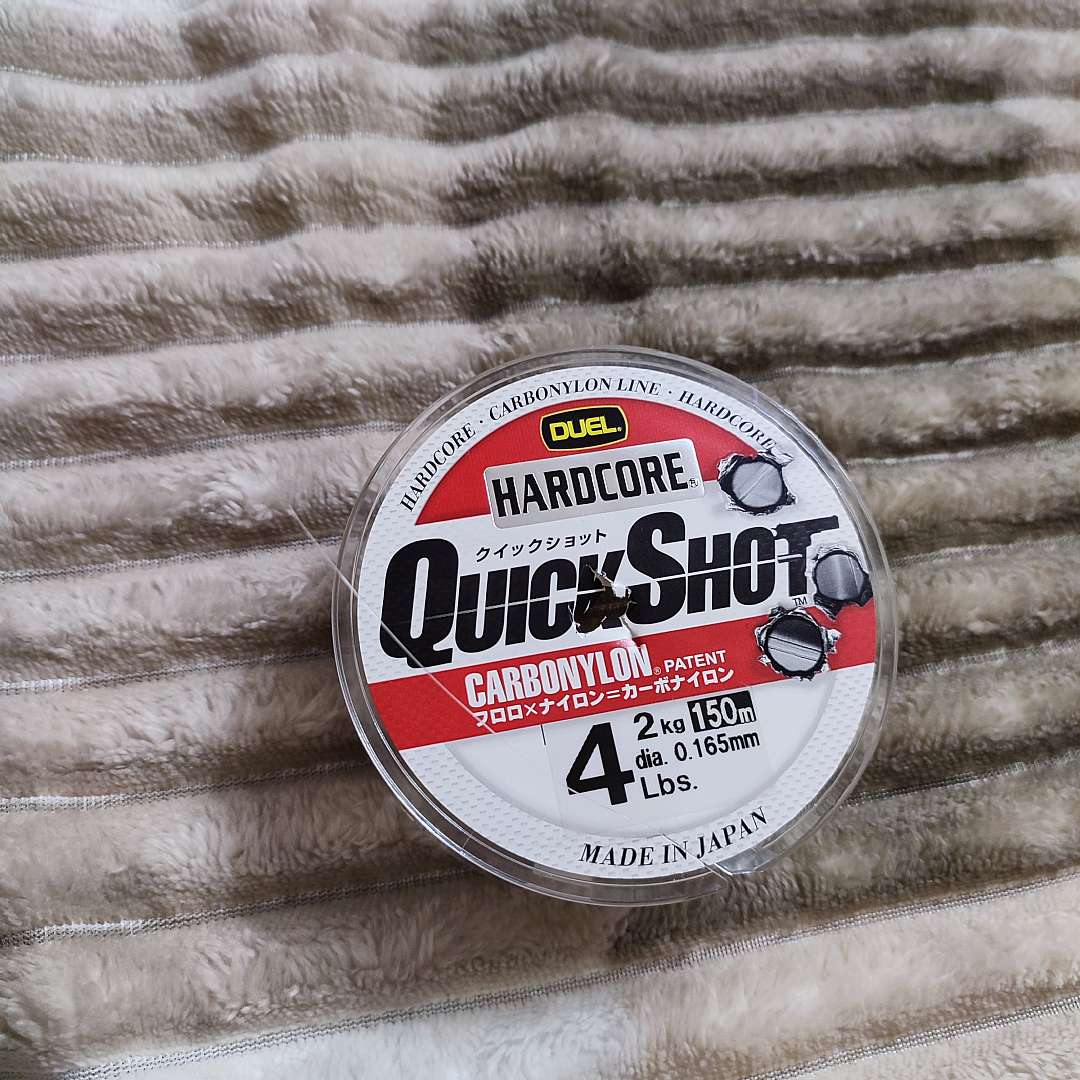 HARDCORE · CARBONYLON LINE · HARDCORE
DUEL®
HARDCORE®
クイックショット
QUICKSHOT™
CARBONYLON® PATENT
フロロ×ナイロン=カーボナイロン
4 Lbs.
2kg 150m
dia. 0.165mm
MADE IN JAPAN